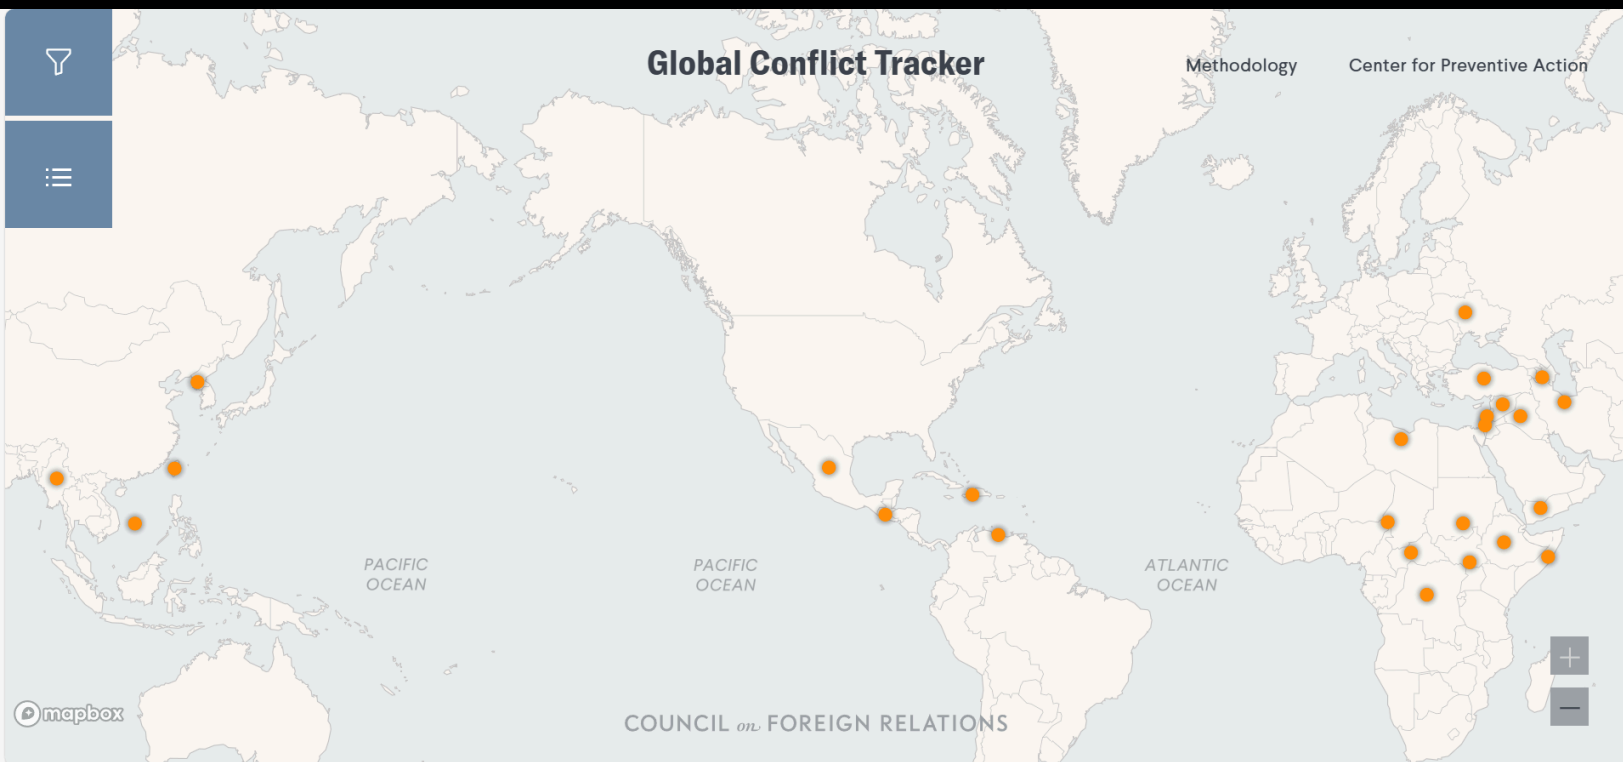 Global Conflict Tracker
Methodology
Center for Preventive Action
PACIFIC
OCEAN
PACIFIC
OCEAN
ATLANTIC
OCEAN
mapbox
COUNCIL on FOREIGN RELATIONS